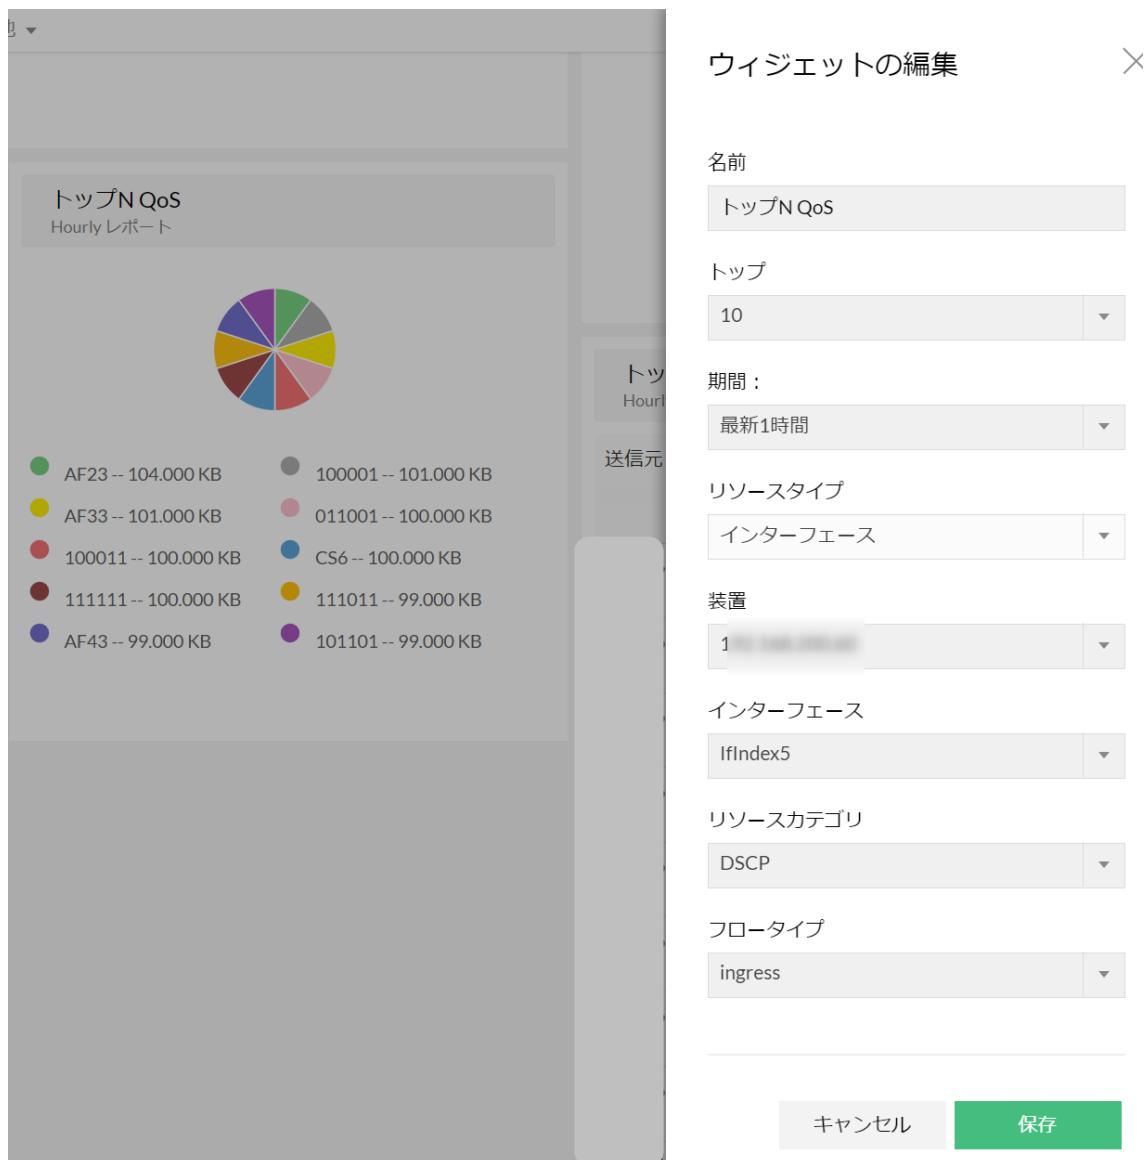 トップN QoS
Hourly レポート
AF23 -- 104.000 KB
100001 -- 101.000 KB
AF33 -- 101.000 KB
011001 -- 100.000 KB
100011 -- 100.000 KB
CS6 -- 100.000 KB
111111 -- 100.000 KB
111011 -- 99.000 KB
AF43 -- 99.000 KB
101101 -- 99.000 KB
トッ
Hourl
送信元
ウィジェットの編集
名前
トップN QoS
トップ
10
期間：
最新1時間
リソースタイプ
インターフェース
装置
インターフェース
IfIndex5
リソースカテゴリ
DSCP
フロータイプ
ingress
キャンセル
保存